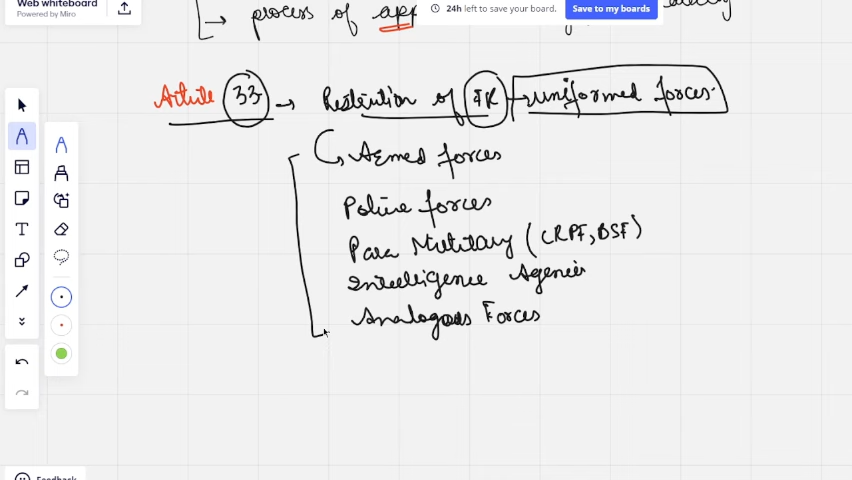 Web whiteboard
Powered by Miro
24h left to save your board.
Save to my boards
→ process of app
Article 33 → Restriction of FR → uniformed forces.
Armed forces
Police forces
Para Military (CRPF, BSF)
Intelligence Agencies
Analogous Forces
T
Feedback